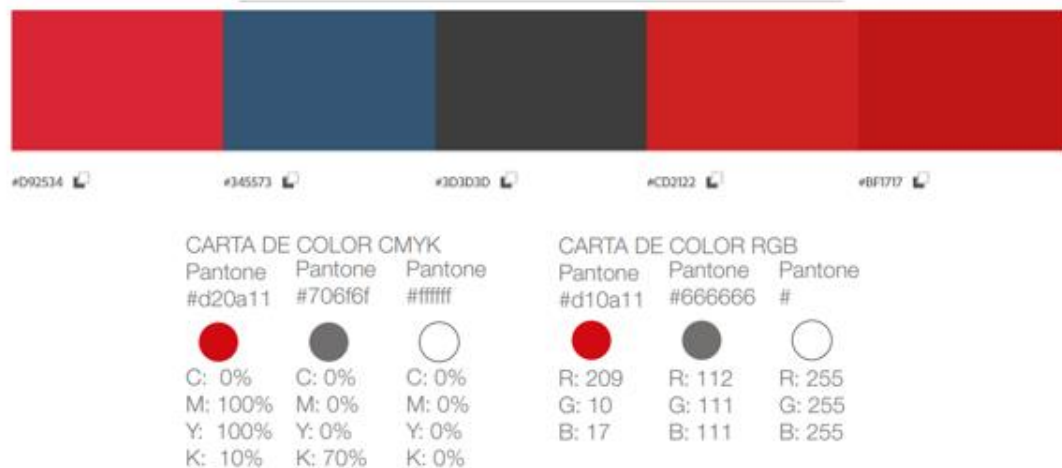 #D92534 #345573 #3D3D3D #CD2122 #BF1717
CARTA DE COLOR CMYK
Pantone Pantone Pantone
#d20a11 #706f6f #ffffff
C: 0% C: 0% C: 0%
M: 100% M: 0% M: 0%
Y: 100% Y: 0% Y: 0%
K: 10% K: 70% K: 0%
CARTA DE COLOR RGB
Pantone Pantone Pantone
#d10a11 #666666 #
R: 209 R: 112 R: 255
G: 10 G: 111 G: 255
B: 17 B: 111 B: 255